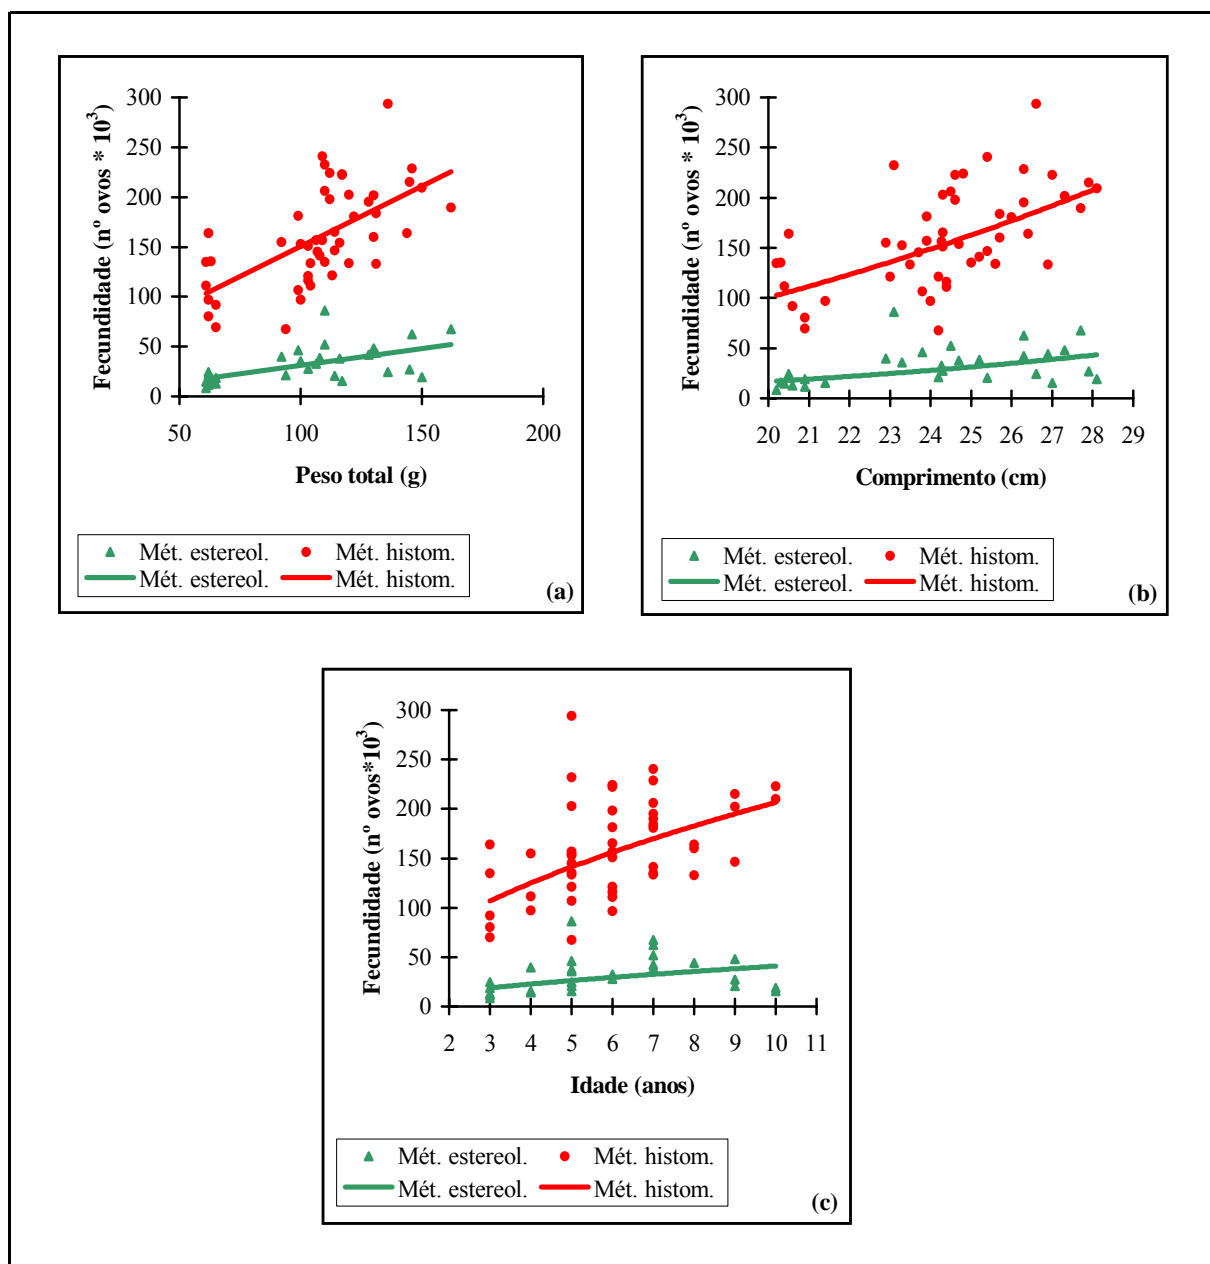 Fecundidade (nº ovos * 10³)
300
250
200
150
100
50
0
50
100
150
200
Peso total (g)
Mét. estereol.
Mét. histom.
Mét. estereol.
Mét. histom.
(a)
Fecundidade (nº ovos * 10³)
300
250
200
150
100
50
0
20 21 22 23 24 25 26 27 28 29
Comprimento (cm)
Mét. estereol.
Mét. histom.
Mét. estereol.
Mét. histom.
(b)
Fecundidade (nº ovos*10³)
300
250
200
150
100
50
0
2 3 4 5 6 7 8 9 10 11
Idade (anos)
Mét. estereol.
Mét. histom.
Mét. estereol.
Mét. histom.
(c)